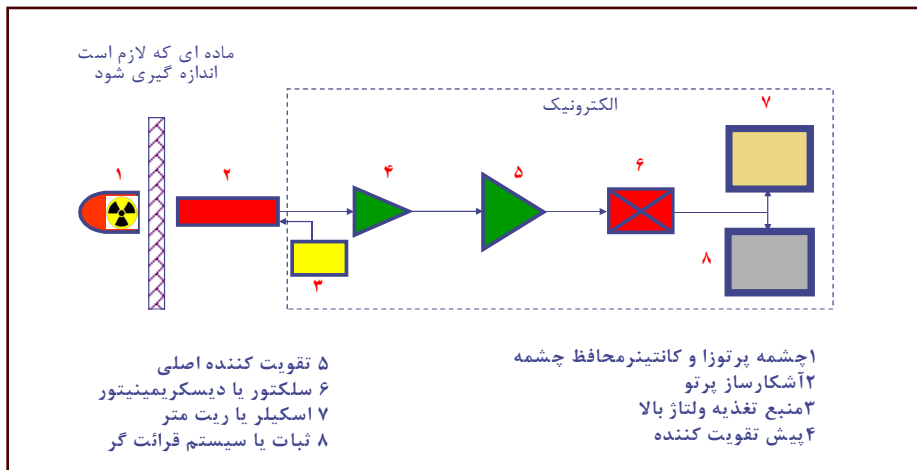 ماده ای که لازم است
اندازه گیری شود
الکترونیک
۱
۲
۳
۴
۵
۶
۷
۸
۱چشمه پرتوزا و کانتینرمحافظ چشمه
۲آشکارساز پرتو
۳منبع تغذیه ولتاژ بالا
۴پیش تقویت کننده
۵ تقویت کننده اصلی
۶ سلکتور یا دیسکریمینیتور
۷ اسکیلر یا ریت متر
۸ ثبات یا سیستم قرائت گر